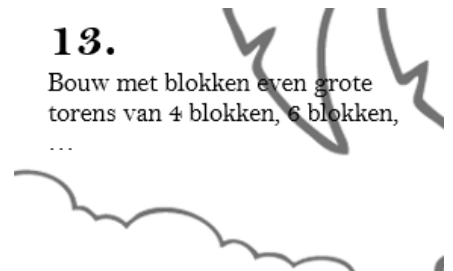 13.
Bouw met blokken even grote
torens van 4 blokken, 6 blokken,
...